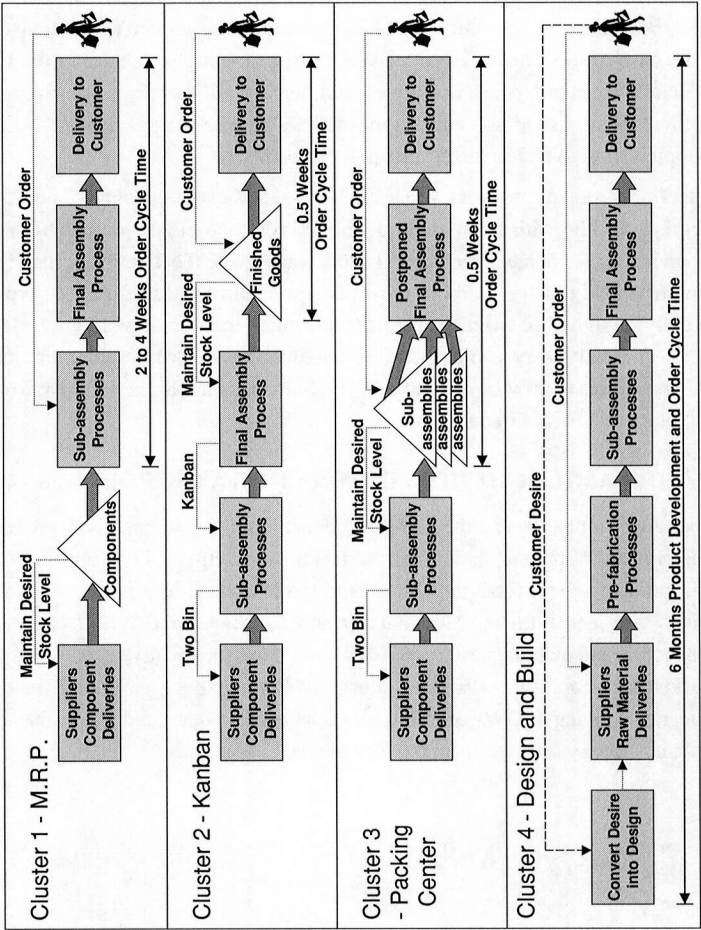 Cluster 1 - M.R.P
Maintain Desired
Stock Level
Customer Order
Suppliers
Component
Deliveries
Components
Sub-assembly
Processes
Final Assembly
Process
Delivery to
Customer
2 to 4 Weeks Order Cycle Time
Cluster 2 - Kanban
Two Bin
Kanban
Maintain Desired
Stock Level
Customer Order
Suppliers
Component
Deliveries
Sub-assembly
Processes
Final Assembly
Process
Finished
Goods
Delivery to
Customer
0.5 Weeks
Order Cycle Time
Cluster 3
- Packing
Center
Two Bin
Maintain Desired
Stock Level
Customer Order
Suppliers
Component
Deliveries
Sub-assembly
Processes
Sub-
assemblies
assemblies
assemblies
Postponed
Final Assembly
Process
Delivery to
Customer
0.5 Weeks
Order Cycle Time
Cluster 4 - Design and Build
Customer Desire
Customer Order
Convert Desire
into Design
Suppliers
Raw Material
Deliveries
Pre-fabrication
Processes
Sub-assembly
Processes
Final Assembly
Process
Delivery to
Customer
6 Months Product Development and Order Cycle Time